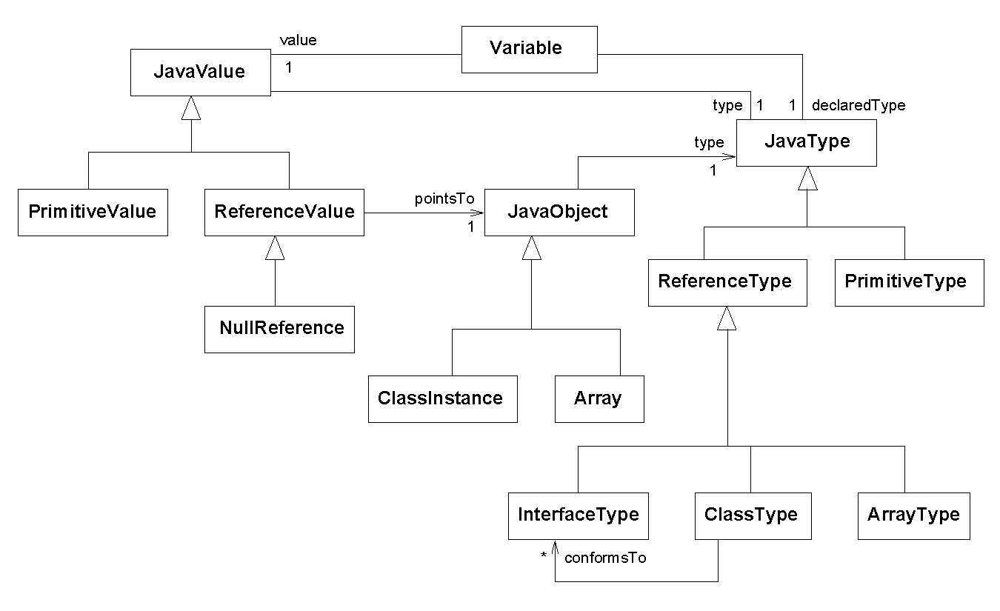 value
Variable
JavaValue
1
type 1 1 declaredType
type
JavaType
1
PrimitiveValue
ReferenceValue
pointsTo
1
JavaObject
ReferenceType
PrimitiveType
NullReference
ClassInstance
Array
InterfaceType
ClassType
ArrayType
* conformsTo